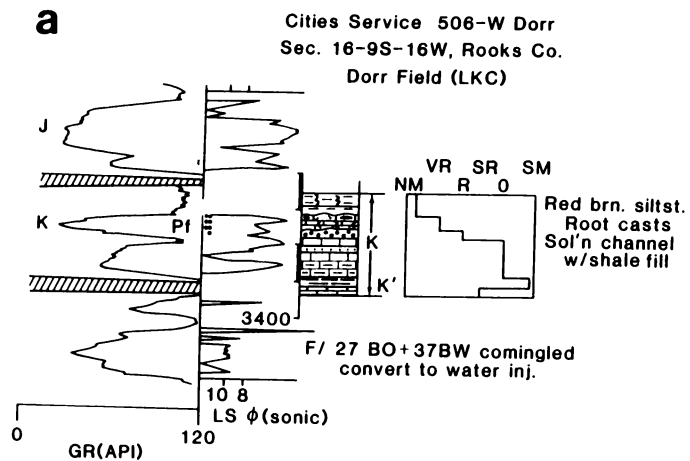 a
Cities Service 506-W Dorr
Sec. 16-9S-16W, Rooks Co.
Dorr Field (LKC)
J
VR SR SM
NM R O
K
Pf
K
K'
Red brn. siltst.
Root casts
Sol'n channel
w/shale fill
3400
F/ 27 BO+37BW comingled
convert to water inj.
10 8
LS ϕ (sonic)
0
120
GR(API)